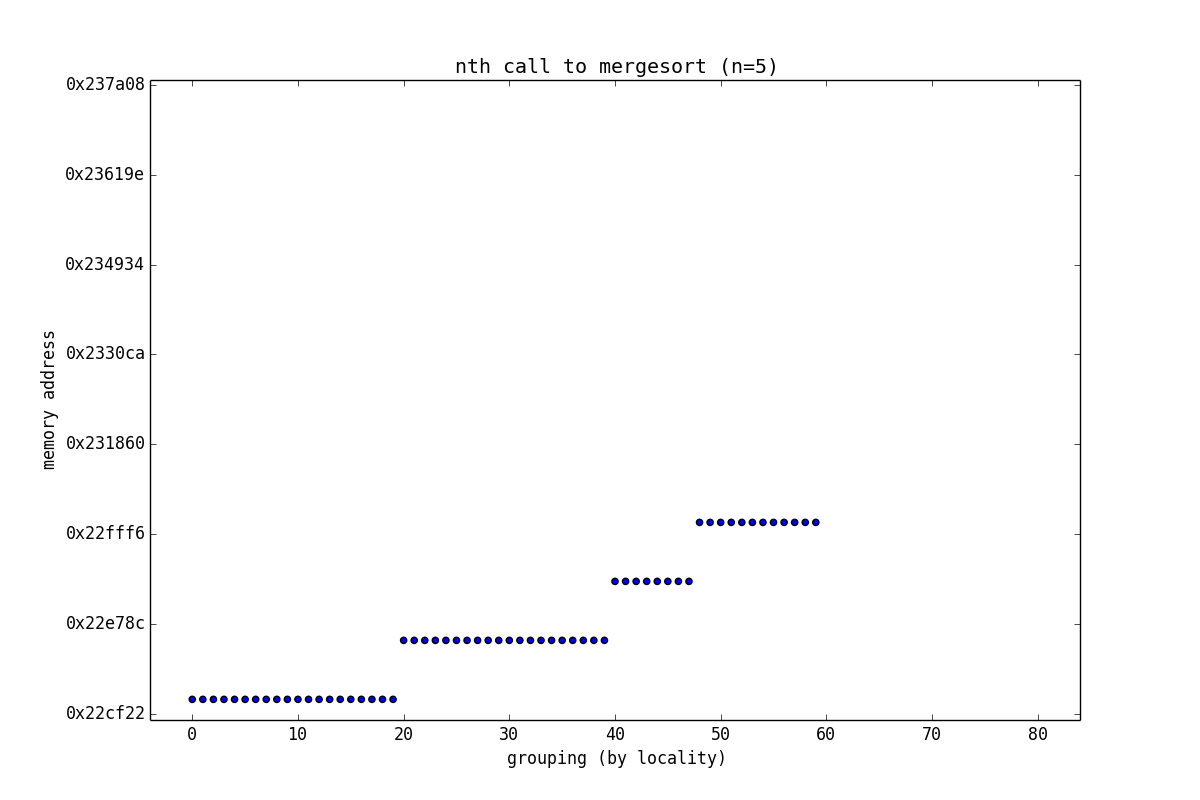 nth call to mergesort (n=5)
0x237a08
0x23619e
0x234934
0x2330ca
0x231860
0x22fff6
0x22e78c
0x22cf22
memory address
0 10 20 30 40 50 60 70 80
grouping (by locality)